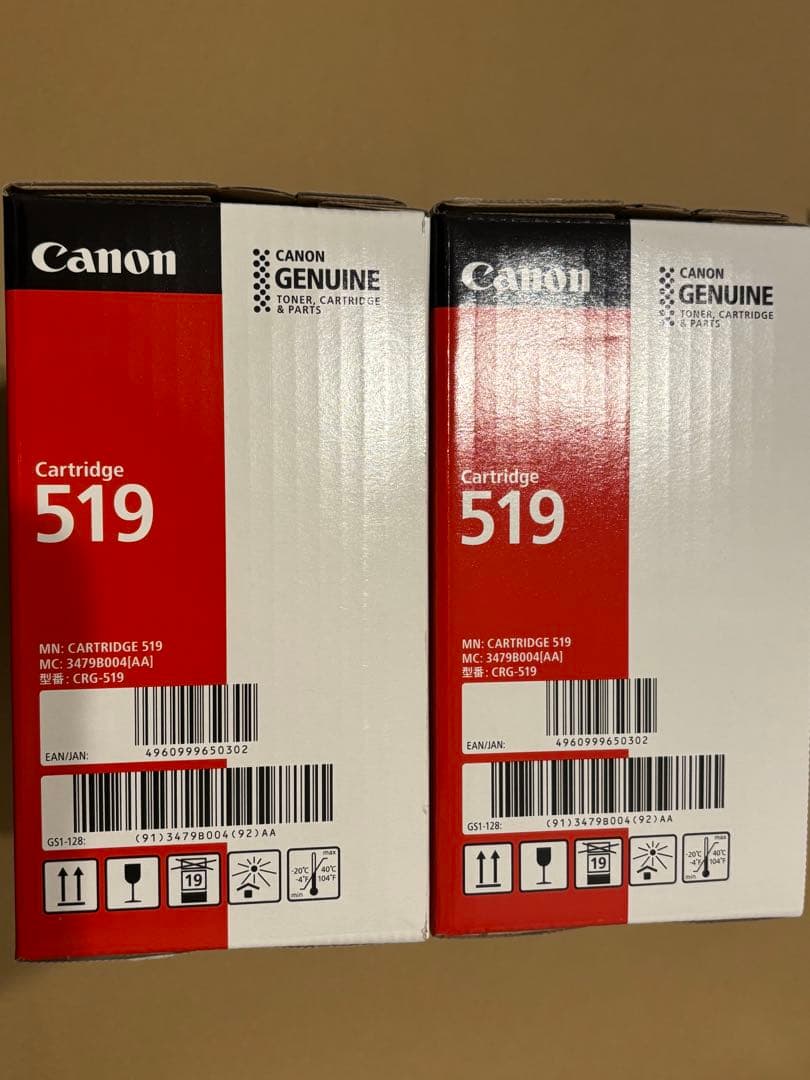 Canon
CANON
GENUINE
TONER, CARTRIDGE
& PARTS
Cartridge
519
MN: CARTRIDGE 519
MC: 3479B004[AA]
型番: CRG-519
EAN/JAN:
4960999650302
GS1-128:
(91)3479B004(92)AA
19
max
-20℃
-4℉
40℃
104℉
min
Canon
CANON
GENUINE
TONER, CARTRIDGE
& PARTS
Cartridge
519
MN: CARTRIDGE 519
MC: 3479B004[AA]
型番: CRG-519
EAN/JAN:
4960999650302
GS1-128:
(91)3479B004(92)AA
19
max
-20℃
-4℉
40℃
104℉
min